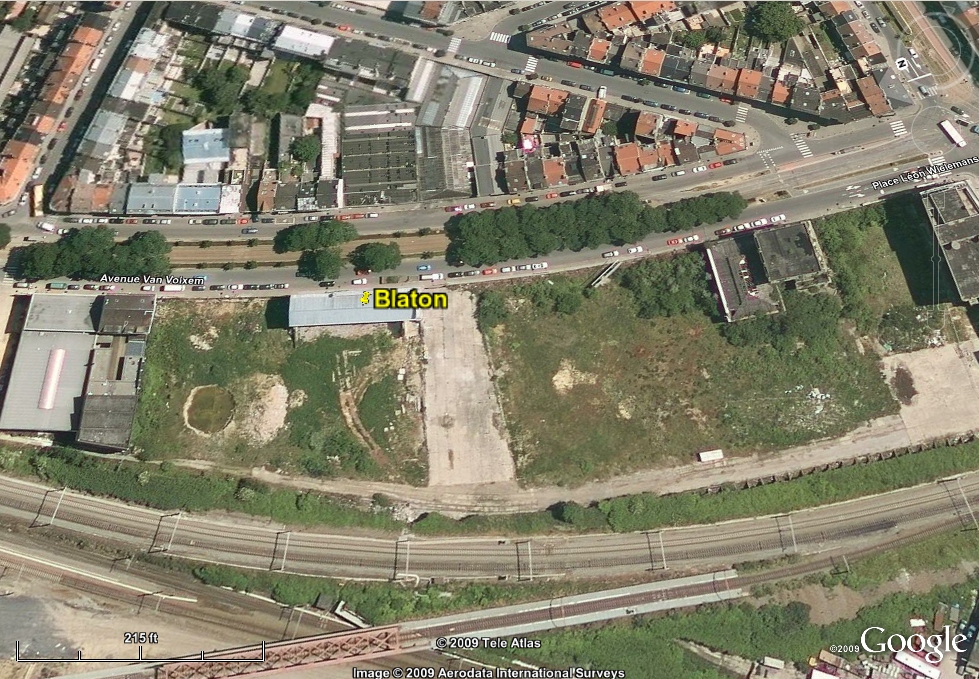 N
Place Léon Wielemans
Avenue Van Volxem
Blaton
215 ft
© 2009 Tele Atlas
©2009 Google
Image © 2009 Aerodata International Surveys